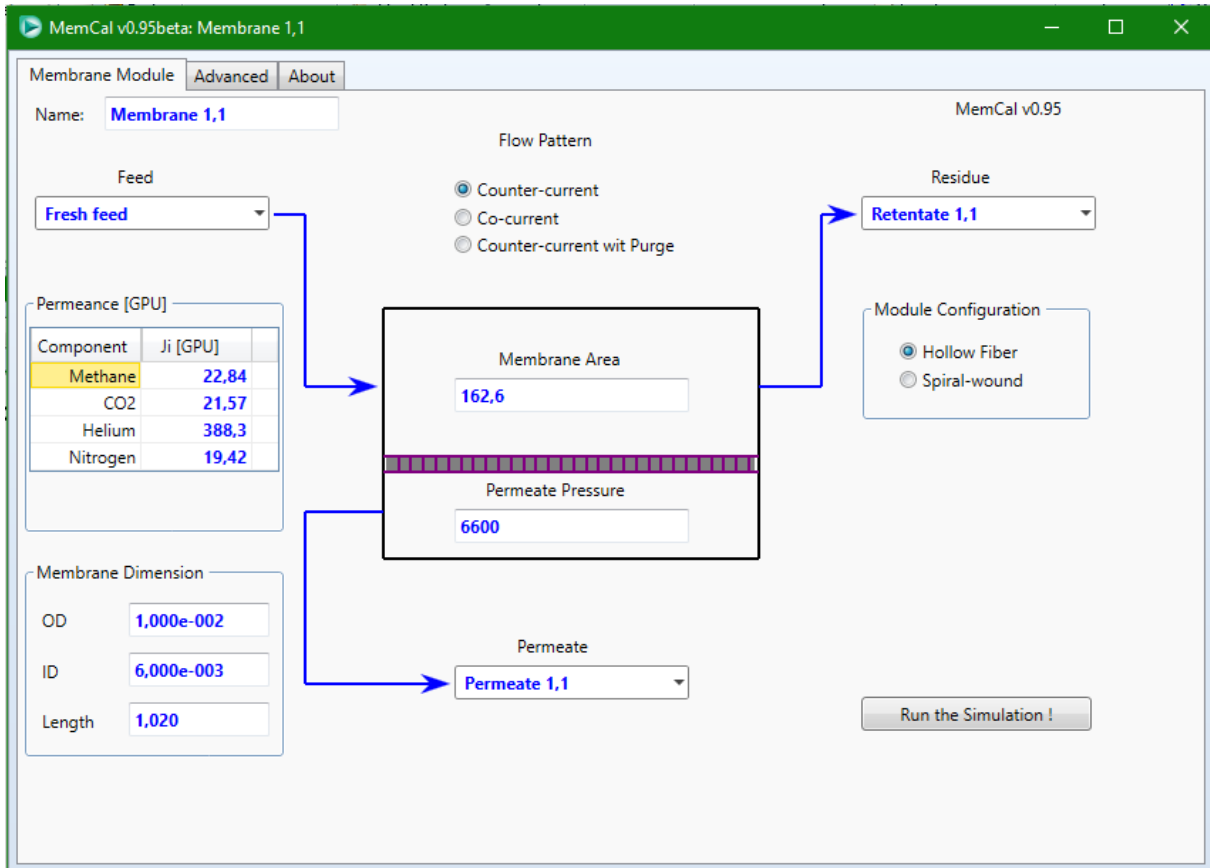 MemCal v0.95beta: Membrane 1,1
Membrane Module Advanced About
Name: Membrane 1,1
MemCal v0.95
Flow Pattern
Feed
Fresh feed
Counter-current
Co-current
Counter-current wit Purge
Residue
Retentate 1,1
Permeance [GPU]
Component Ji [GPU]
Methane 22,84
CO2 21,57
Helium 388,3
Nitrogen 19,42
Membrane Area
162,6
Permeate Pressure
6600
Module Configuration
Hollow Fiber
Spiral-wound
Membrane Dimension
OD 1,000e-002
ID 6,000e-003
Length 1,020
Permeate
Permeate 1,1
Run the Simulation !